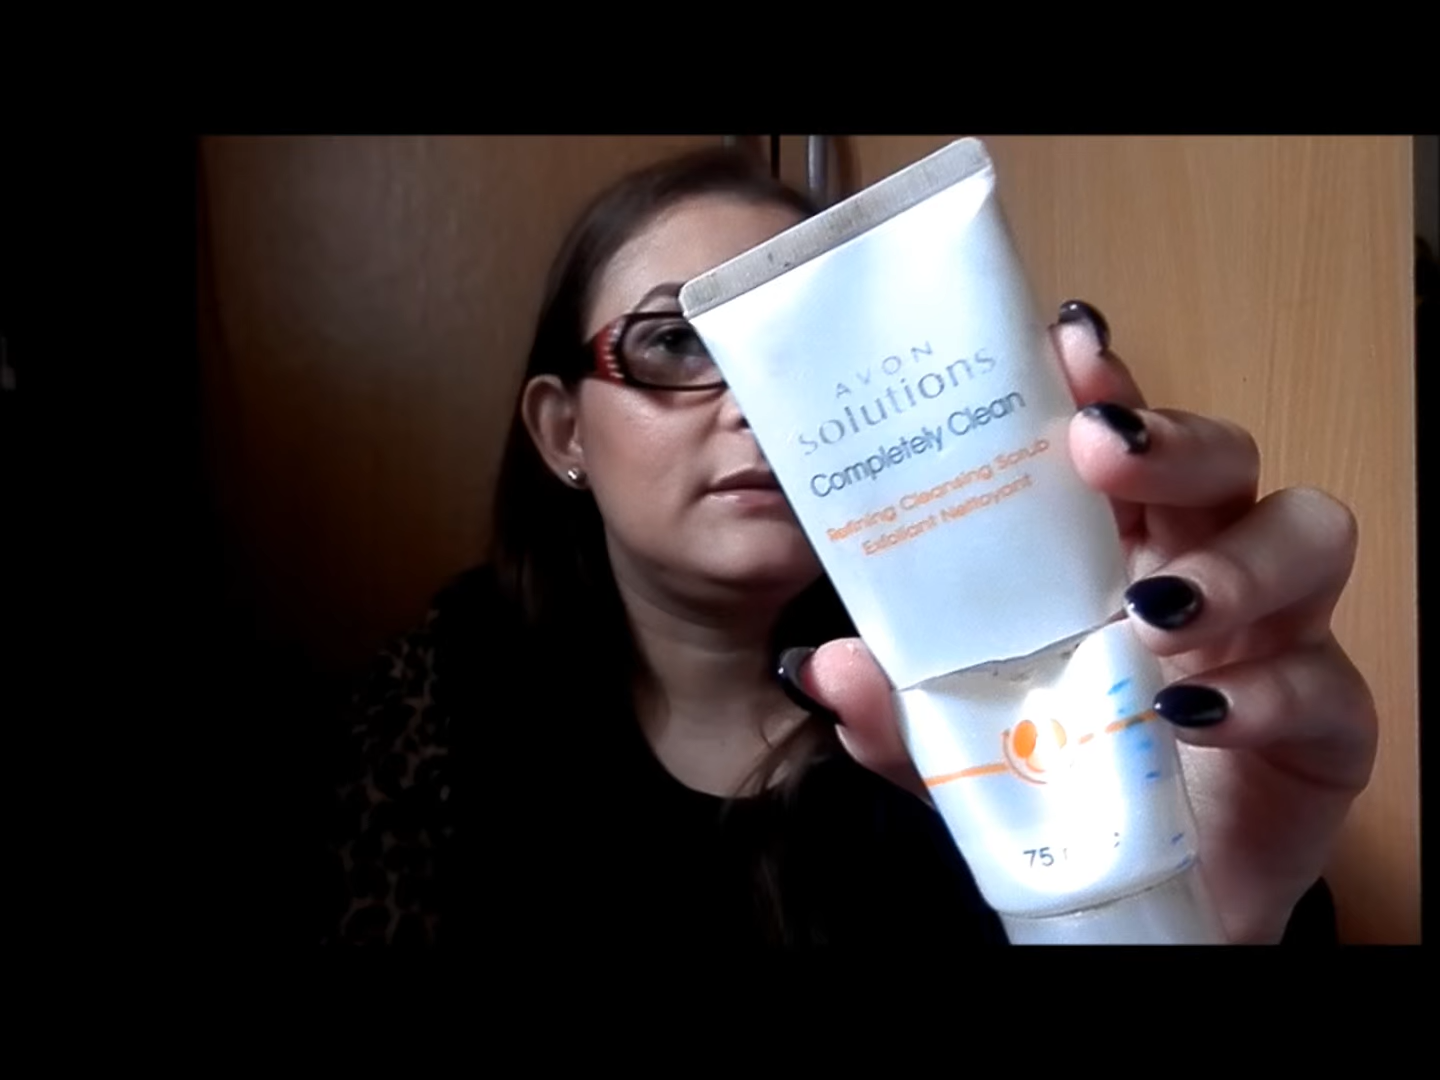 AVON
solutions
Completely Clean
Refining Cleansing Scrub
Exfoliant Nettoyant
75